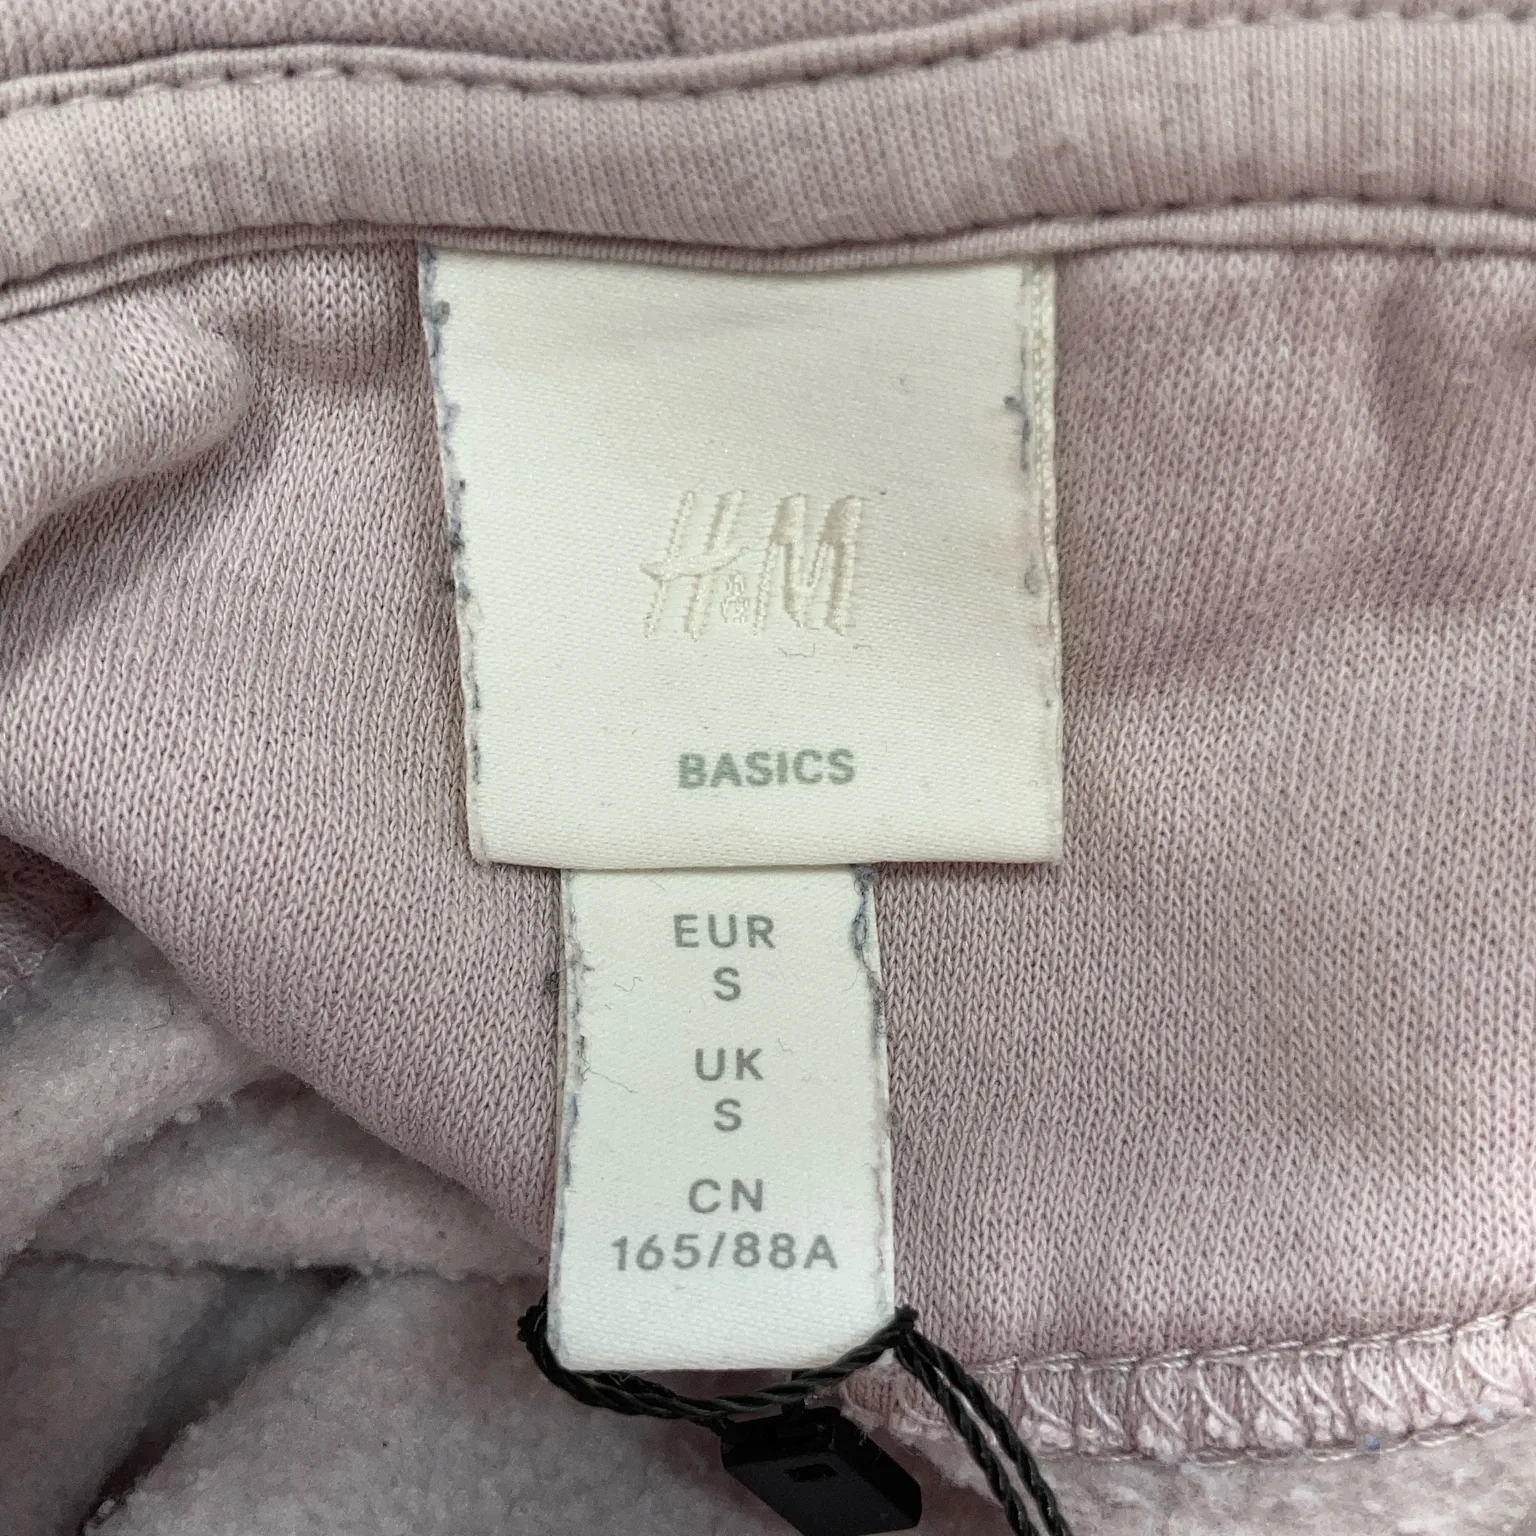 H&M
BASICS
EUR
S
UK
S
CN
165/88A